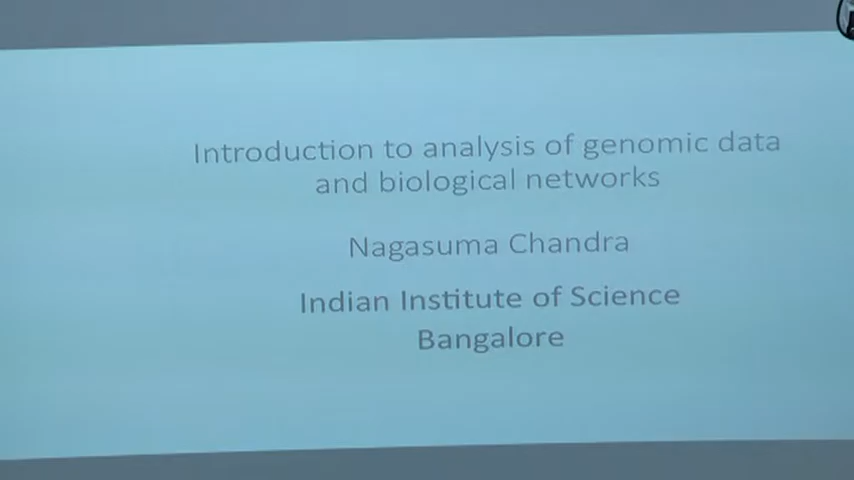 Introduction to analysis of genomic data
and biological networks
Nagasuma Chandra
Indian Institute of Science
Bangalore